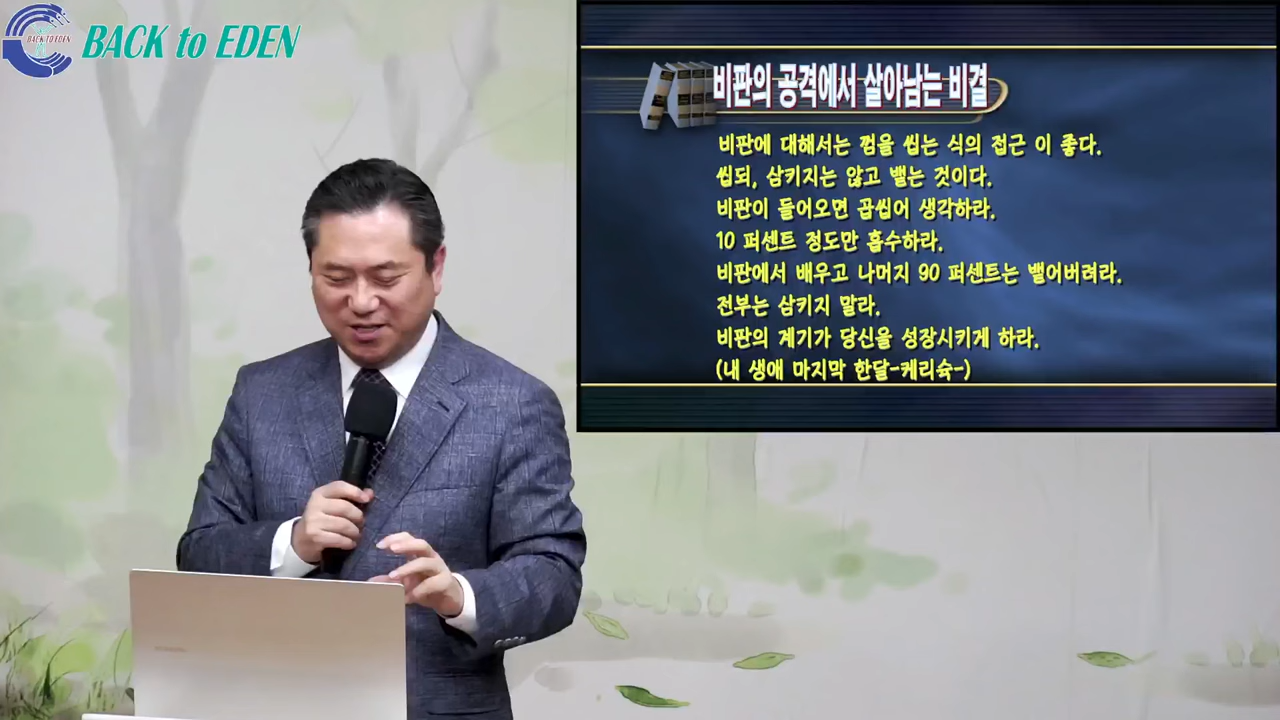 BACK TO EDEN
BACK to EDEN
비판의 공격에서 살아남는 비결
비판에 대해서는 껌을 씹는 식의 접근 이 좋다.
씹되, 삼키지는 않고 뱉는 것이다.
비판이 들어오면 곱씹어 생각하라.
10 퍼센트 정도만 흡수하라.
비판에서 배우고 나머지 90 퍼센트는 뱉어버려라.
전부는 삼키지 말라.
비판의 계기가 당신을 성장시키게 하라.
(내 생애 마지막 한달-케리슉-)